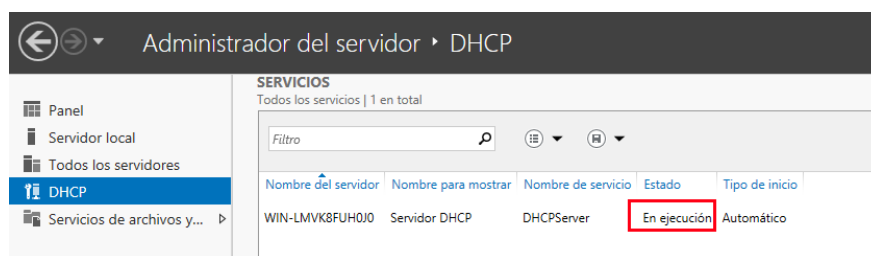 Administrador del servidor ‣ DHCP
Panel
Servidor local
Todos los servidores
DHCP
Servicios de archivos y...
SERVICIOS
Todos los servicios | 1 en total
Filtro
Nombre del servidor Nombre para mostrar Nombre de servicio Estado Tipo de inicio
WIN-LMVK8FUH0J0 Servidor DHCP DHCPServer En ejecución Automático